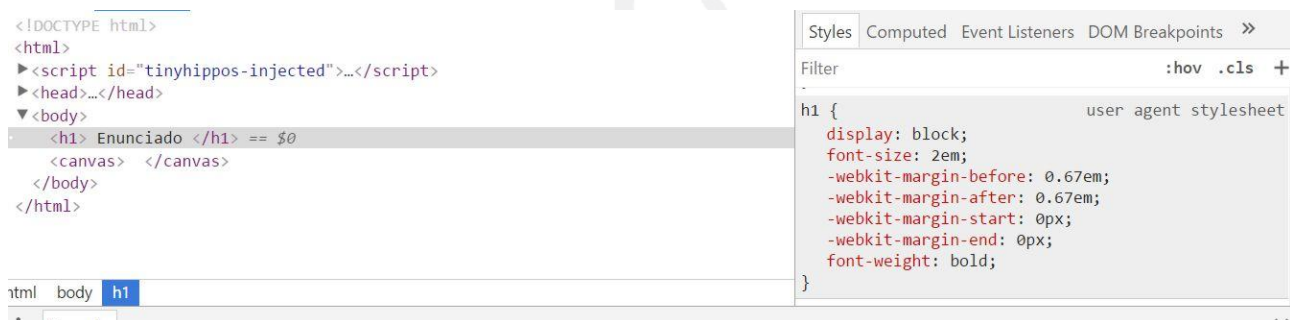 <!DOCTYPE html>
<html>
<script id="tinyhippos-injected">…</script>
<head>…</head>
<body>
<h1> Enunciado </h1> == $0
<canvas> </canvas>
</body>
</html>
html body h1
Styles Computed Event Listeners DOM Breakpoints »
Filter :hov .cls +
h1 { user agent stylesheet
display: block;
font-size: 2em;
-webkit-margin-before: 0.67em;
-webkit-margin-after: 0.67em;
-webkit-margin-start: 0px;
-webkit-margin-end: 0px;
font-weight: bold;
}